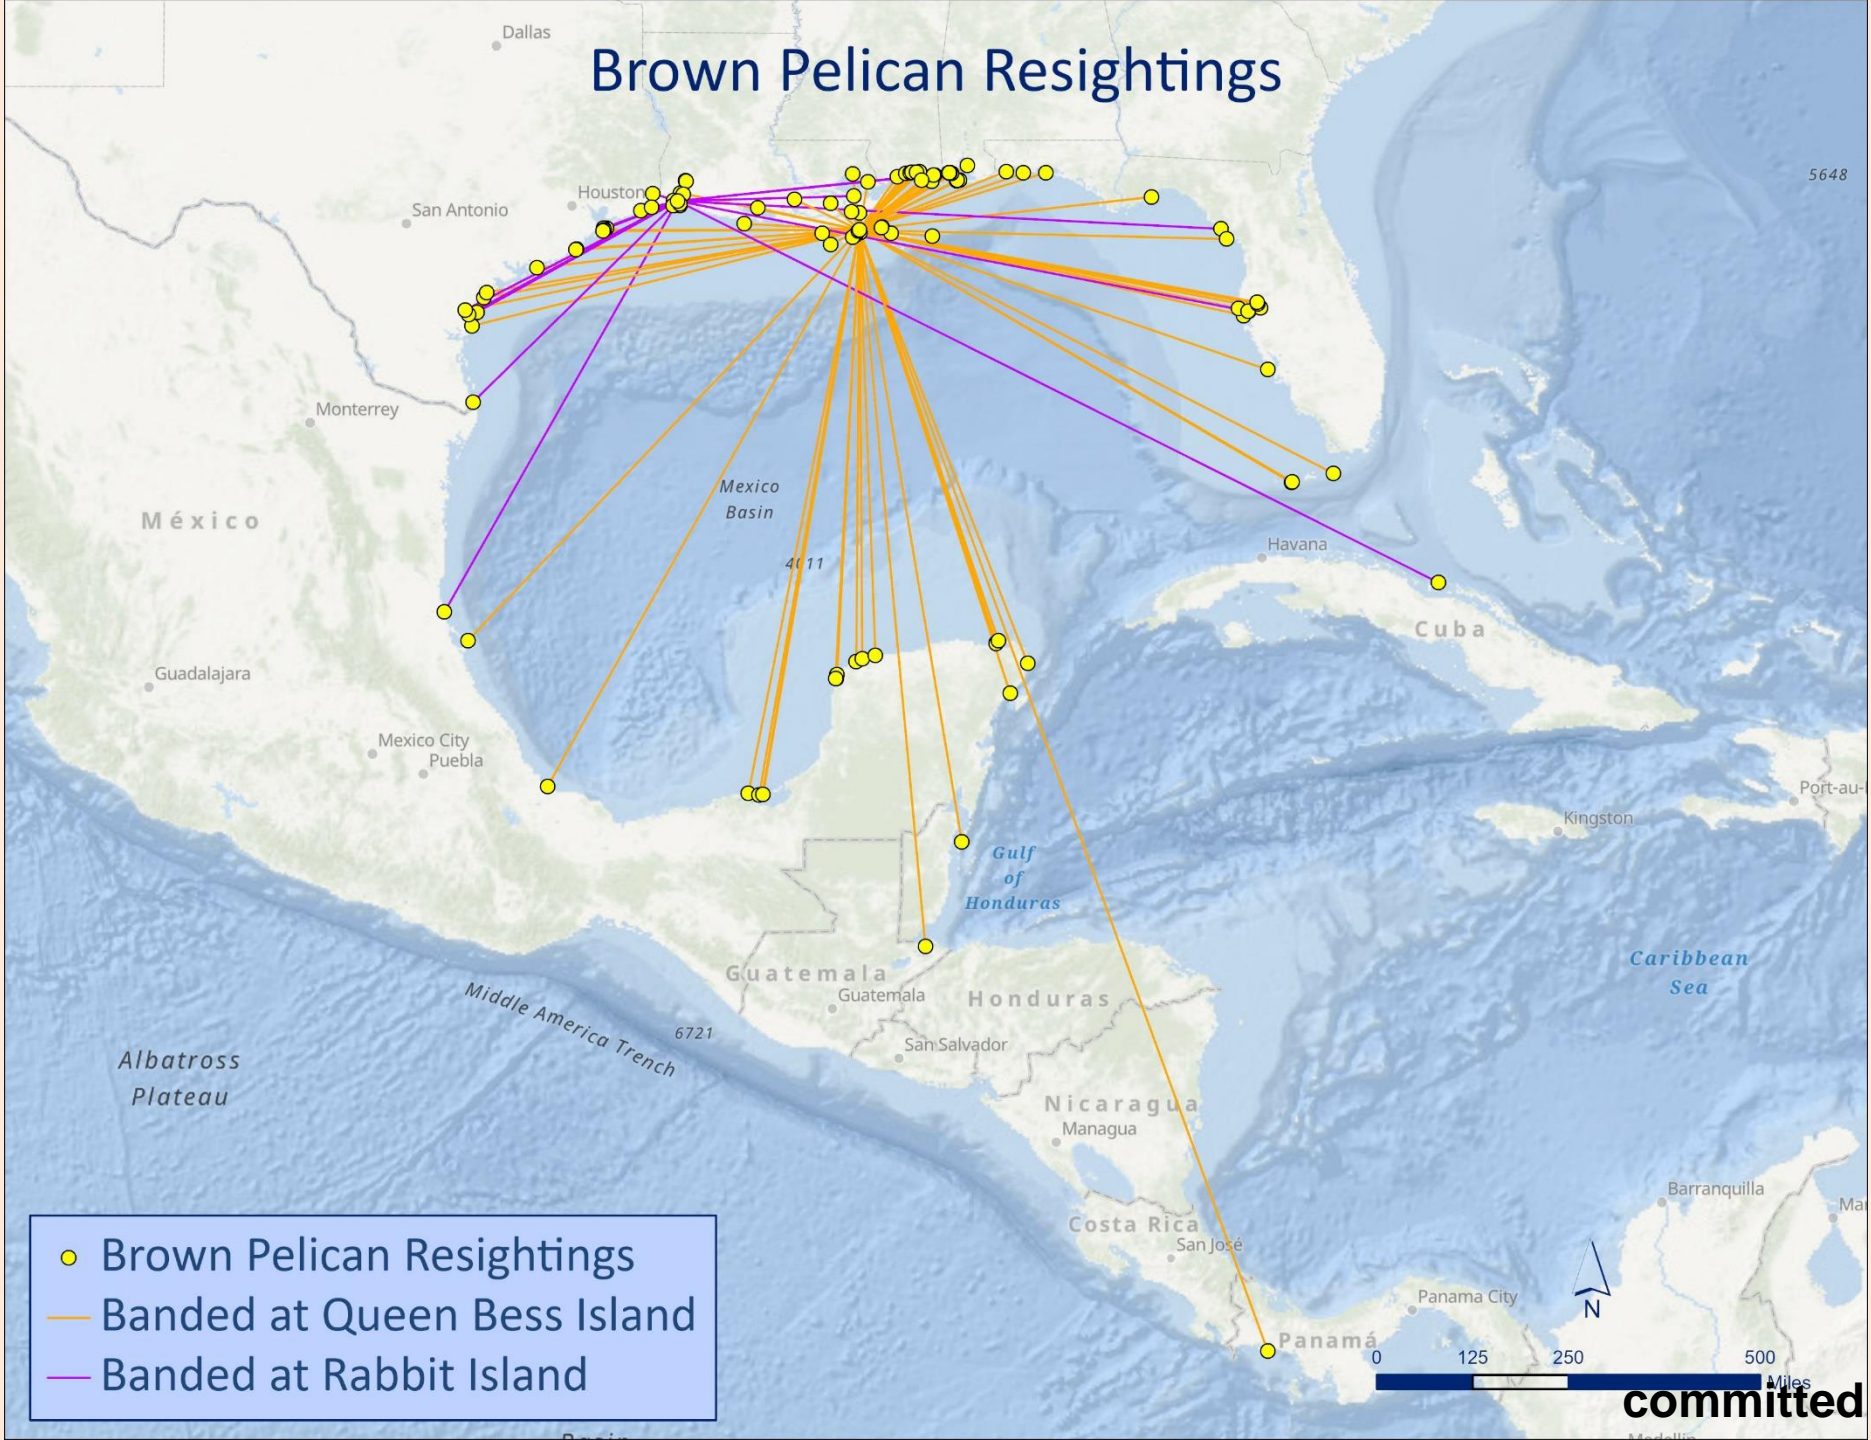 Dallas
Brown Pelican Resightings
5648
Houston
San Antonio
Monterrey
Mexico
Basin
México
4011
Havana
Cuba
Guadalajara
Mexico City
Puebla
Port-au-
Kingston
Gulf
of
Honduras
Caribbean
Sea
Guatemala
Guatemala
Honduras
Middle America Trench
6721
San Salvador
Albatross
Plateau
Nicaragua
Managua
Barranquilla
Costa Rica
San José
Brown Pelican Resightings
Banded at Queen Bess Island
Banded at Rabbit Island
Panama City
N
Panamá
0 125 250 500
Miles
committed